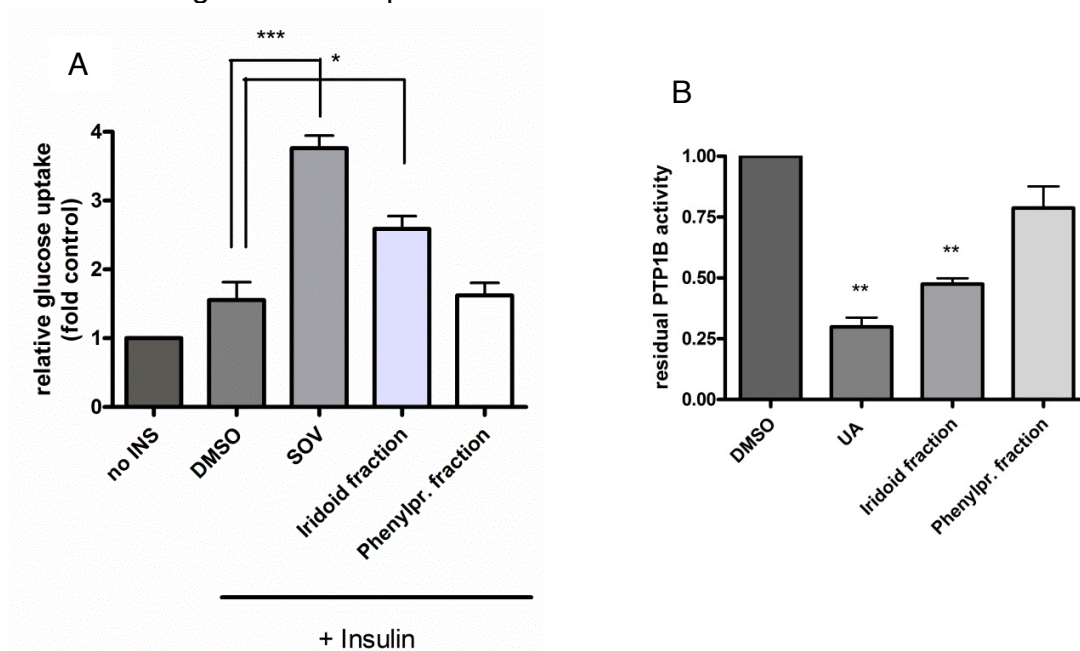 A
***
*
relative glucose uptake
(fold control)
4
3
2
1
0
no INS
DMSO
SOV
Iridoid fraction
Phenylpr. fraction
+ Insulin
B
residual PTP1B activity
1.00
0.75
0.50
0.25
0.00
**
**
DMSO
UA
Iridoid fraction
Phenylpr. fraction